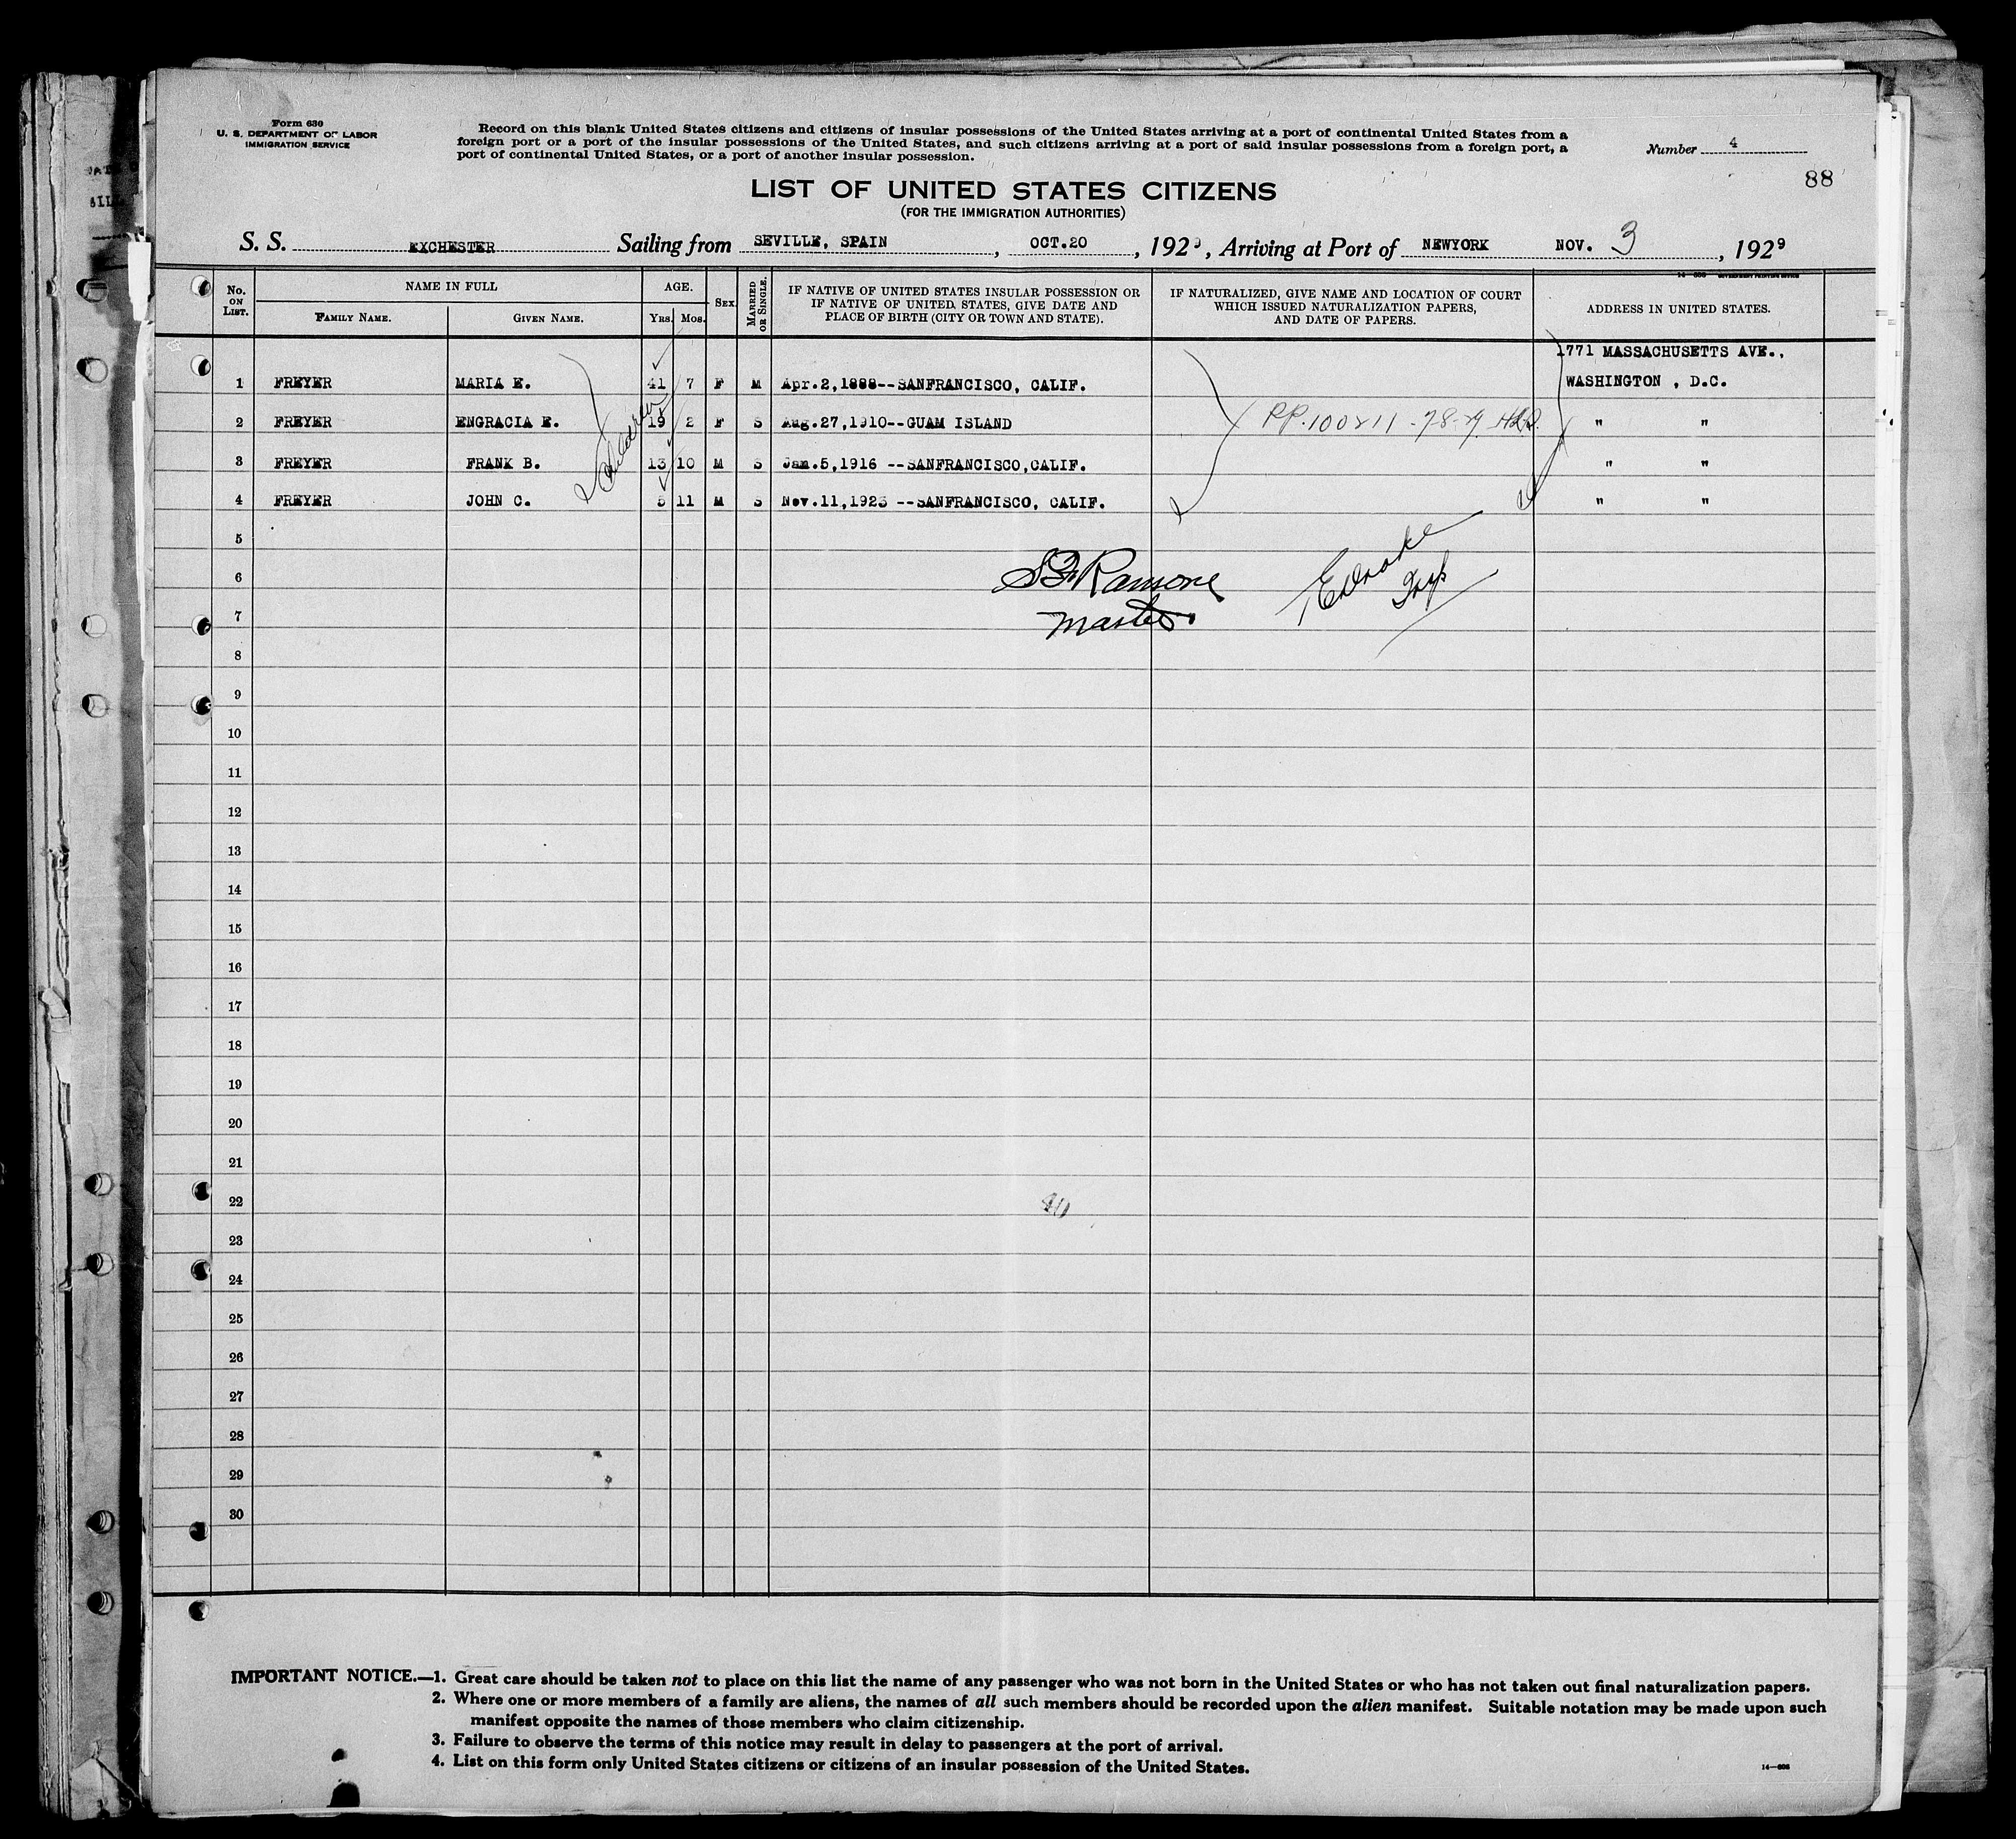 Form 630
U. S. DEPARTMENT OF LABOR
IMMIGRATION SERVICE
Record on this blank United States citizens and citizens of insular possessions of the United States arriving at a port of continental United States from a
foreign port or a port of the insular possessions of the United States, and such citizens arriving at a port of said insular possessions from a foreign port, a
port of continental United States, or a port of another insular possession.
Number 4
88
LIST OF UNITED STATES CITIZENS
(FOR THE IMMIGRATION AUTHORITIES)
S. S. EXCHESTER Sailing from SEVILLE, SPAIN, OCT.20, 1929, Arriving at Port of NEWYORK NOV. 3, 1929
No. ON LIST. NAME IN FULL FAMILY NAME. GIVEN NAME. AGE. YRS. MOS. SEX. MARRIED OR SINGLE.
IF NATIVE OF UNITED STATES INSULAR POSSESSION OR
IF NATIVE OF UNITED STATES, GIVE DATE AND
PLACE OF BIRTH (CITY OR TOWN AND STATE).
IF NATURALIZED, GIVE NAME AND LOCATION OF COURT
WHICH ISSUED NATURALIZATION PAPERS,
AND DATE OF PAPERS.
ADDRESS IN UNITED STATES.
1771 MASSACHUSETTS AVE.,
1 FREYER MARIA E. 41 7 F M Apr.2,1888--SANFRANCISCO, CALIF. WASHINGTON , D.C.
2 FREYER ENGRACIA E. 19 2 F S Aug.27,1910--GUAM ISLAND PP.100211 " "
3 FREYER FRANK B. 13 10 M S Jan.5,1916 --SANFRANCISCO,CALIF. " "
4 FREYER JOHN C. 5 11 M S Nov.11,1923 --SANFRANCISCO, CALIF. " "
Children
5
6
7
Ransone
Master
8
9
10
11
12
13
14
15
16
17
18
19
20
21
22
40
23
24
25
26
27
28
29
30
IMPORTANT NOTICE.—1. Great care should be taken not to place on this list the name of any passenger who was not born in the United States or who has not taken out final naturalization papers.
2. Where one or more members of a family are aliens, the names of all such members should be recorded upon the alien manifest. Suitable notation may be made upon such
manifest opposite the names of those members who claim citizenship.
3. Failure to observe the terms of this notice may result in delay to passengers at the port of arrival.
4. List on this form only United States citizens or citizens of an insular possession of the United States.
14—606